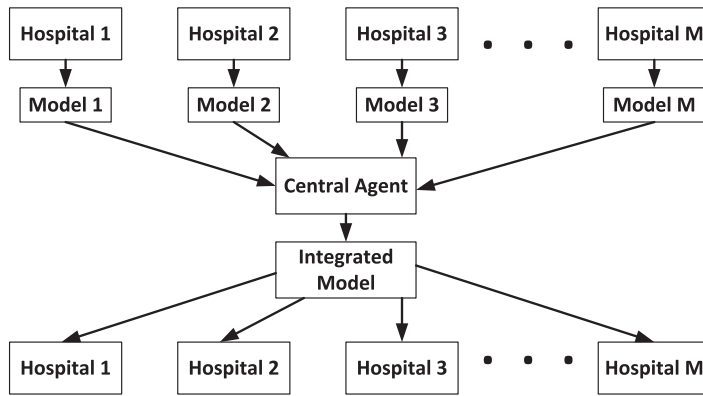 Hospital 1
Hospital 2
Hospital 3
. . .
Hospital M
Model 1
Model 2
Model 3
Model M
Central Agent
Integrated
Model
Hospital 1
Hospital 2
Hospital 3
. . .
Hospital M